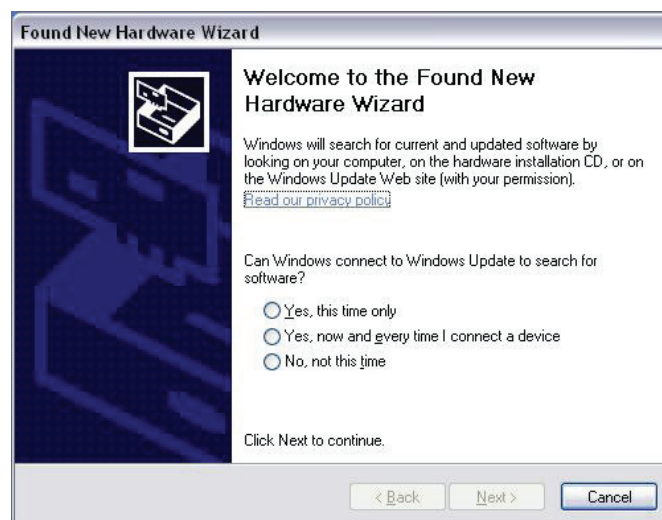 Found New Hardware Wizard
Welcome to the Found New
Hardware Wizard
Windows will search for current and updated software by
looking on your computer, on the hardware installation CD, or on
the Windows Update Web site (with your permission).
Read our privacy policy
Can Windows connect to Windows Update to search for
software?
Yes, this time only
Yes, now and every time I connect a device
No, not this time
Click Next to continue.
< Back Next > Cancel